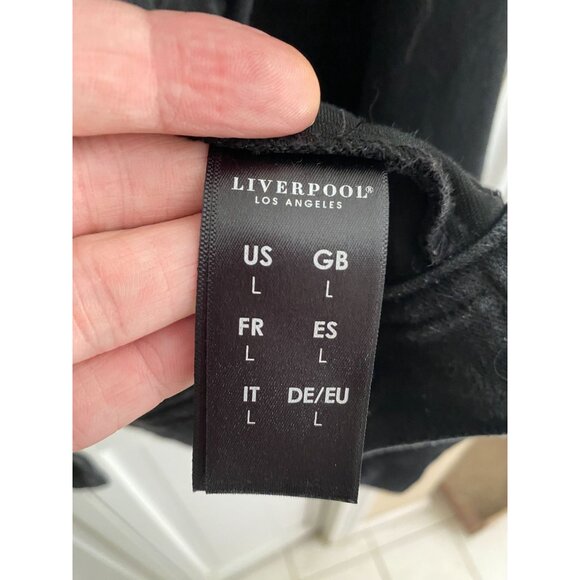 LIVERPOOL®
LOS ANGELES
US GB
L L
FR ES
L L
IT DE/EU
L L